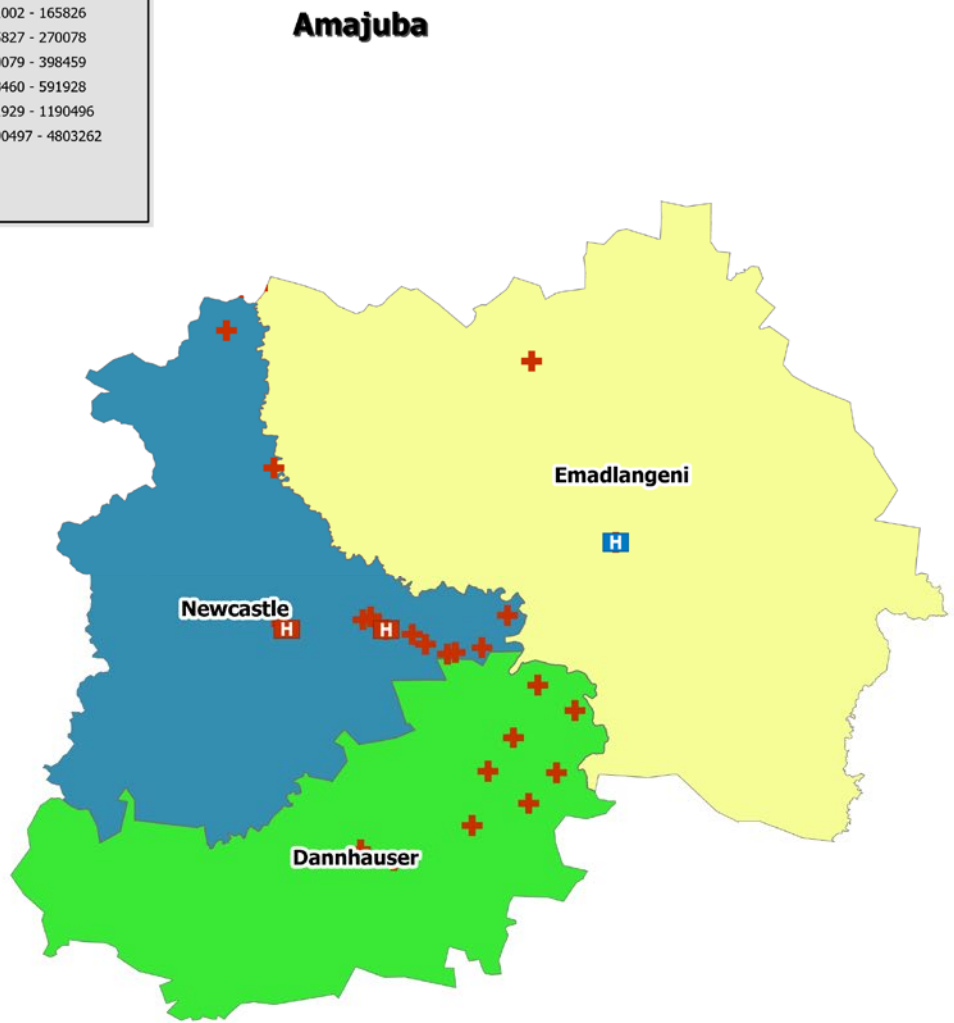 002 - 165826
827 - 270078
079 - 398459
460 - 591928
929 - 1190496
0497 - 4803262
Amajuba
Emadlangeni
H
Newcastle
H
H
Dannhauser